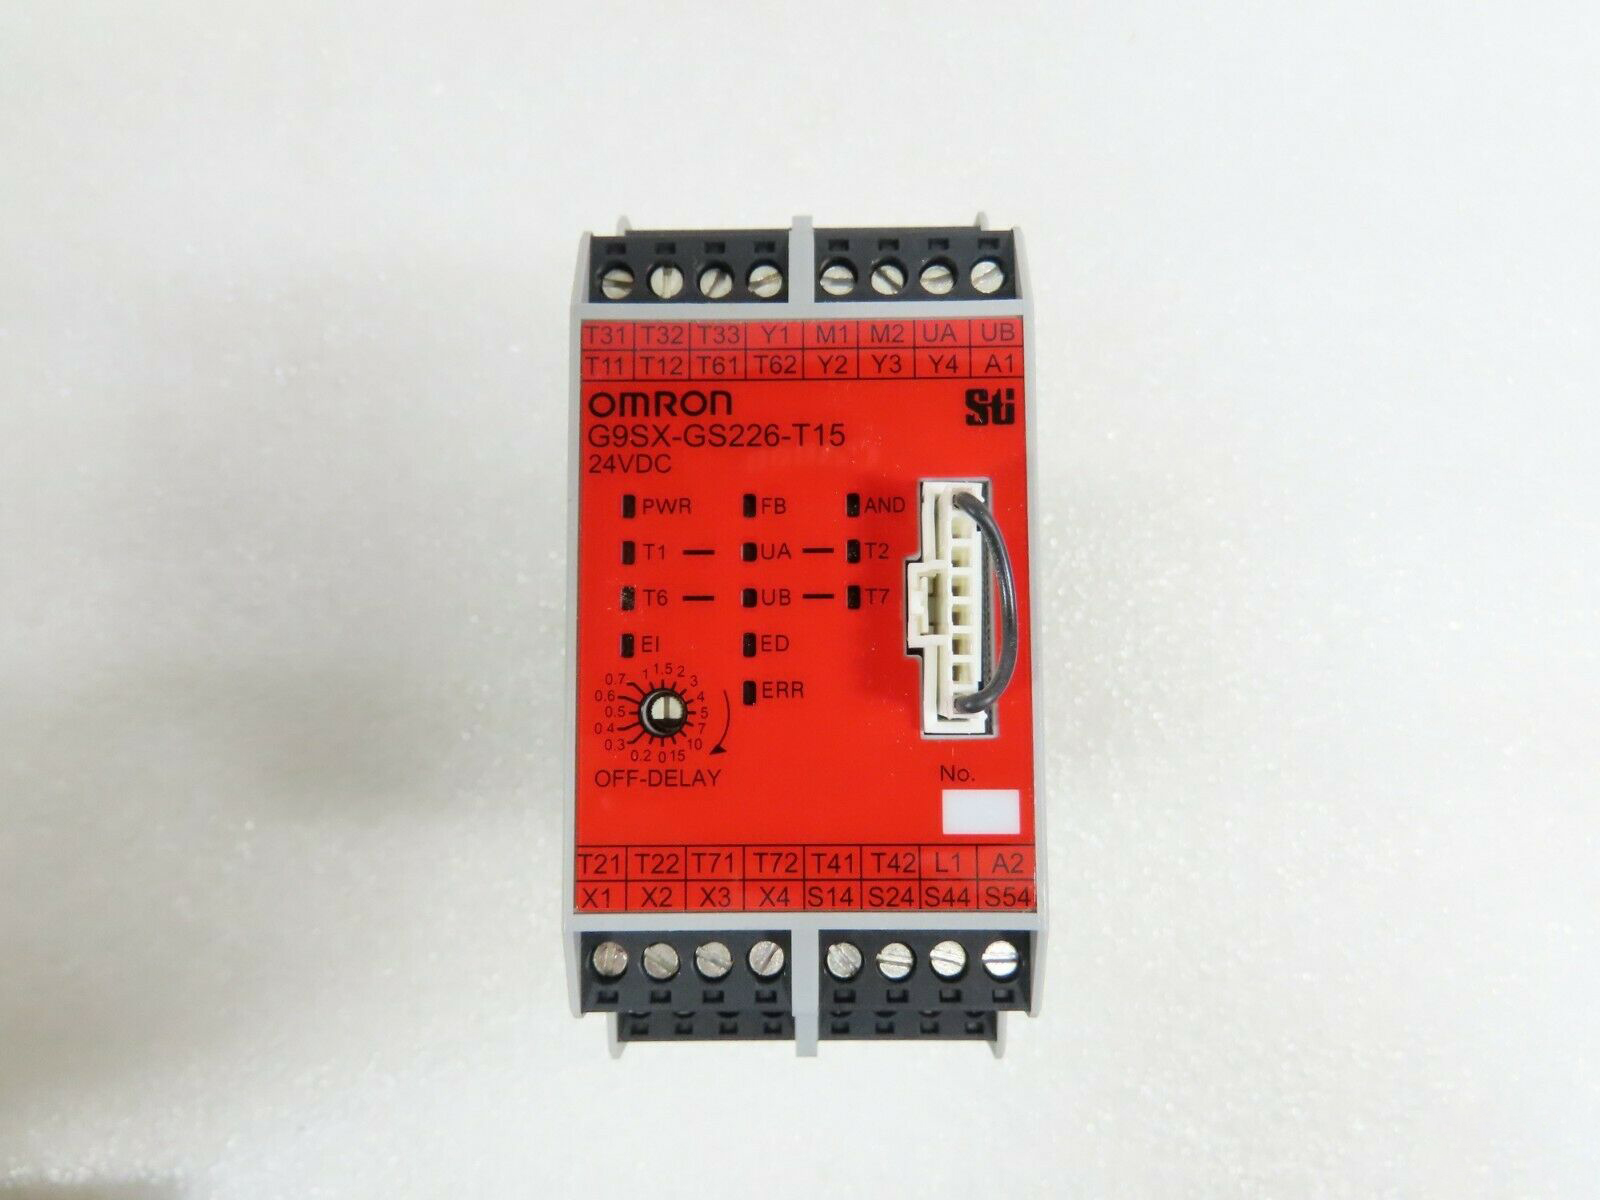 T31 T32 T33 Y1 M1 M2 UA UB
T11 T12 T61 T62 Y2 Y3 Y4 A1
OMRON Sti
G9SX-GS226-T15
24VDC
PWR FB AND
T1 UA T2
T6 UB T7
EI ED
ERR
0.7 1 1.5 2 3
0.6 4
0.5 5
0.4 7
0.3 10
0.2 0 15
OFF-DELAY
No.
T21 T22 T71 T72 T41 T42 L1 A2
X1 X2 X3 X4 S14 S24 S44 S54